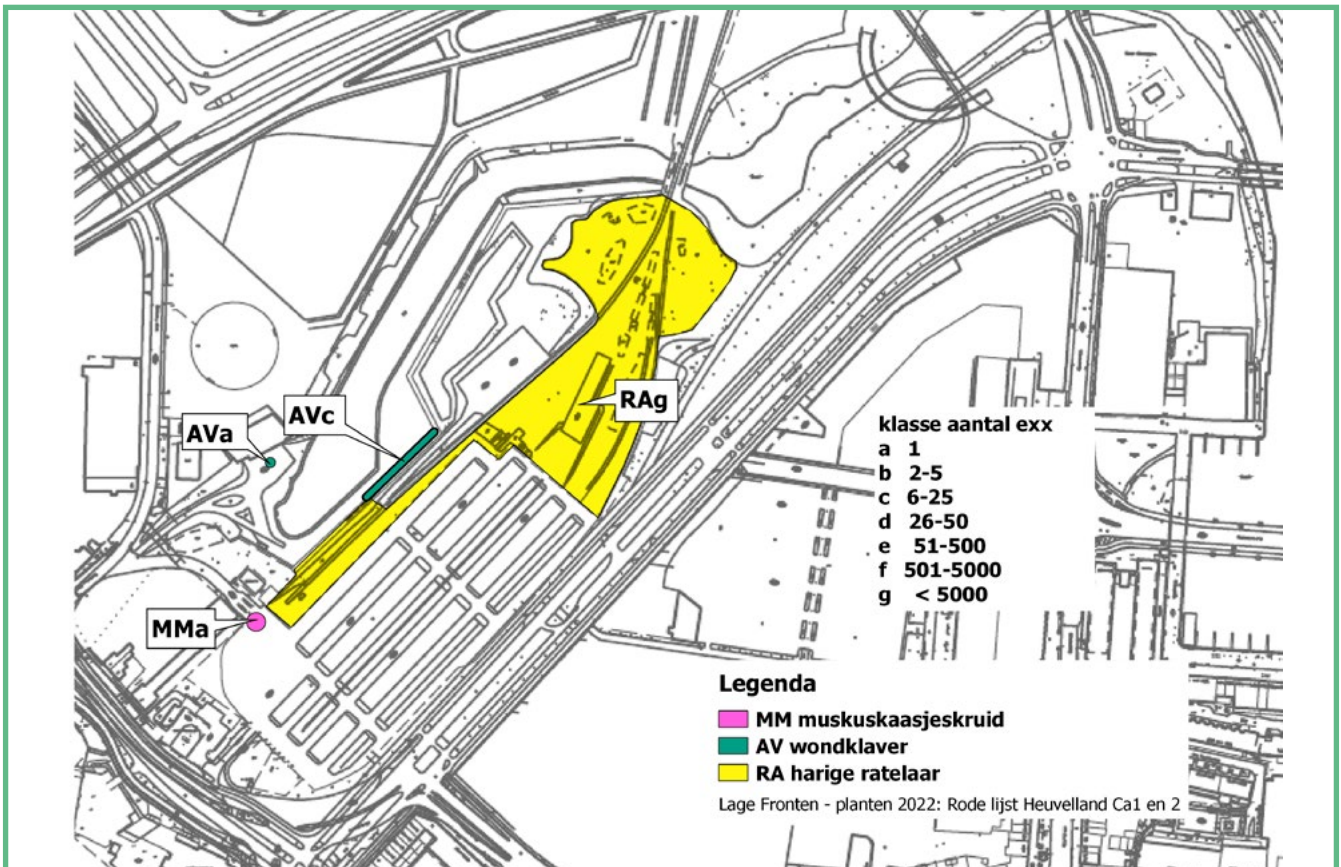 RAg
AVc
AVa
MMa
klasse aantal exx
a 1
b 2-5
c 6-25
d 26-50
e 51-500
f 501-5000
g < 5000
Legenda
MM muskuskaasjeskruid
AV wondklaver
RA harige ratelaar
Lage Fronten - planten 2022: Rode lijst Heuvelland Ca1 en 2